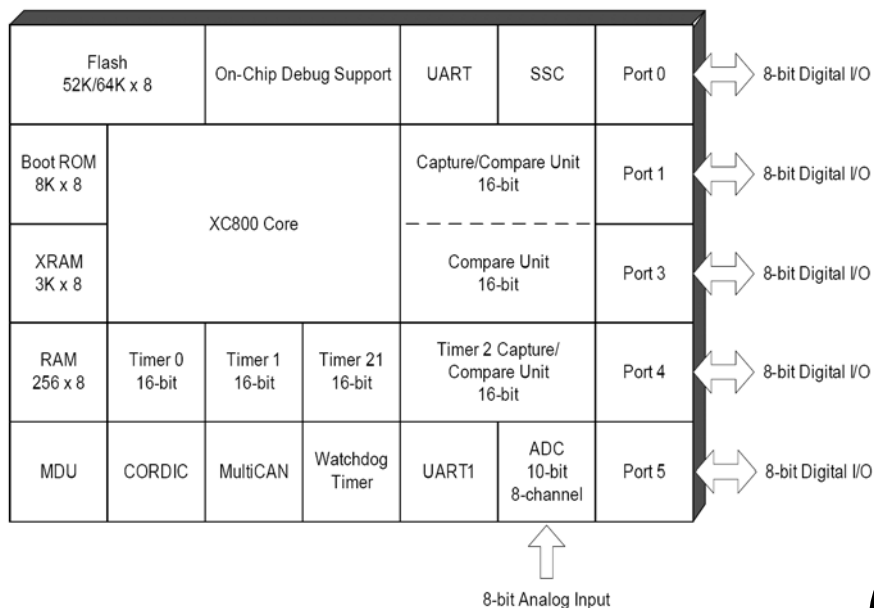 Flash
52K/64K x 8
On-Chip Debug Support
UART
SSC
Port 0
8-bit Digital I/O
Boot ROM
8K x 8
XC800 Core
Capture/Compare Unit
16-bit
Port 1
8-bit Digital I/O
XRAM
3K x 8
Compare Unit
16-bit
Port 3
8-bit Digital I/O
RAM
256 x 8
Timer 0
16-bit
Timer 1
16-bit
Timer 21
16-bit
Timer 2 Capture/
Compare Unit
16-bit
Port 4
8-bit Digital I/O
MDU
CORDIC
MultiCAN
Watchdog
Timer
UART1
ADC
10-bit
8-channel
Port 5
8-bit Digital I/O
8-bit Analog Input